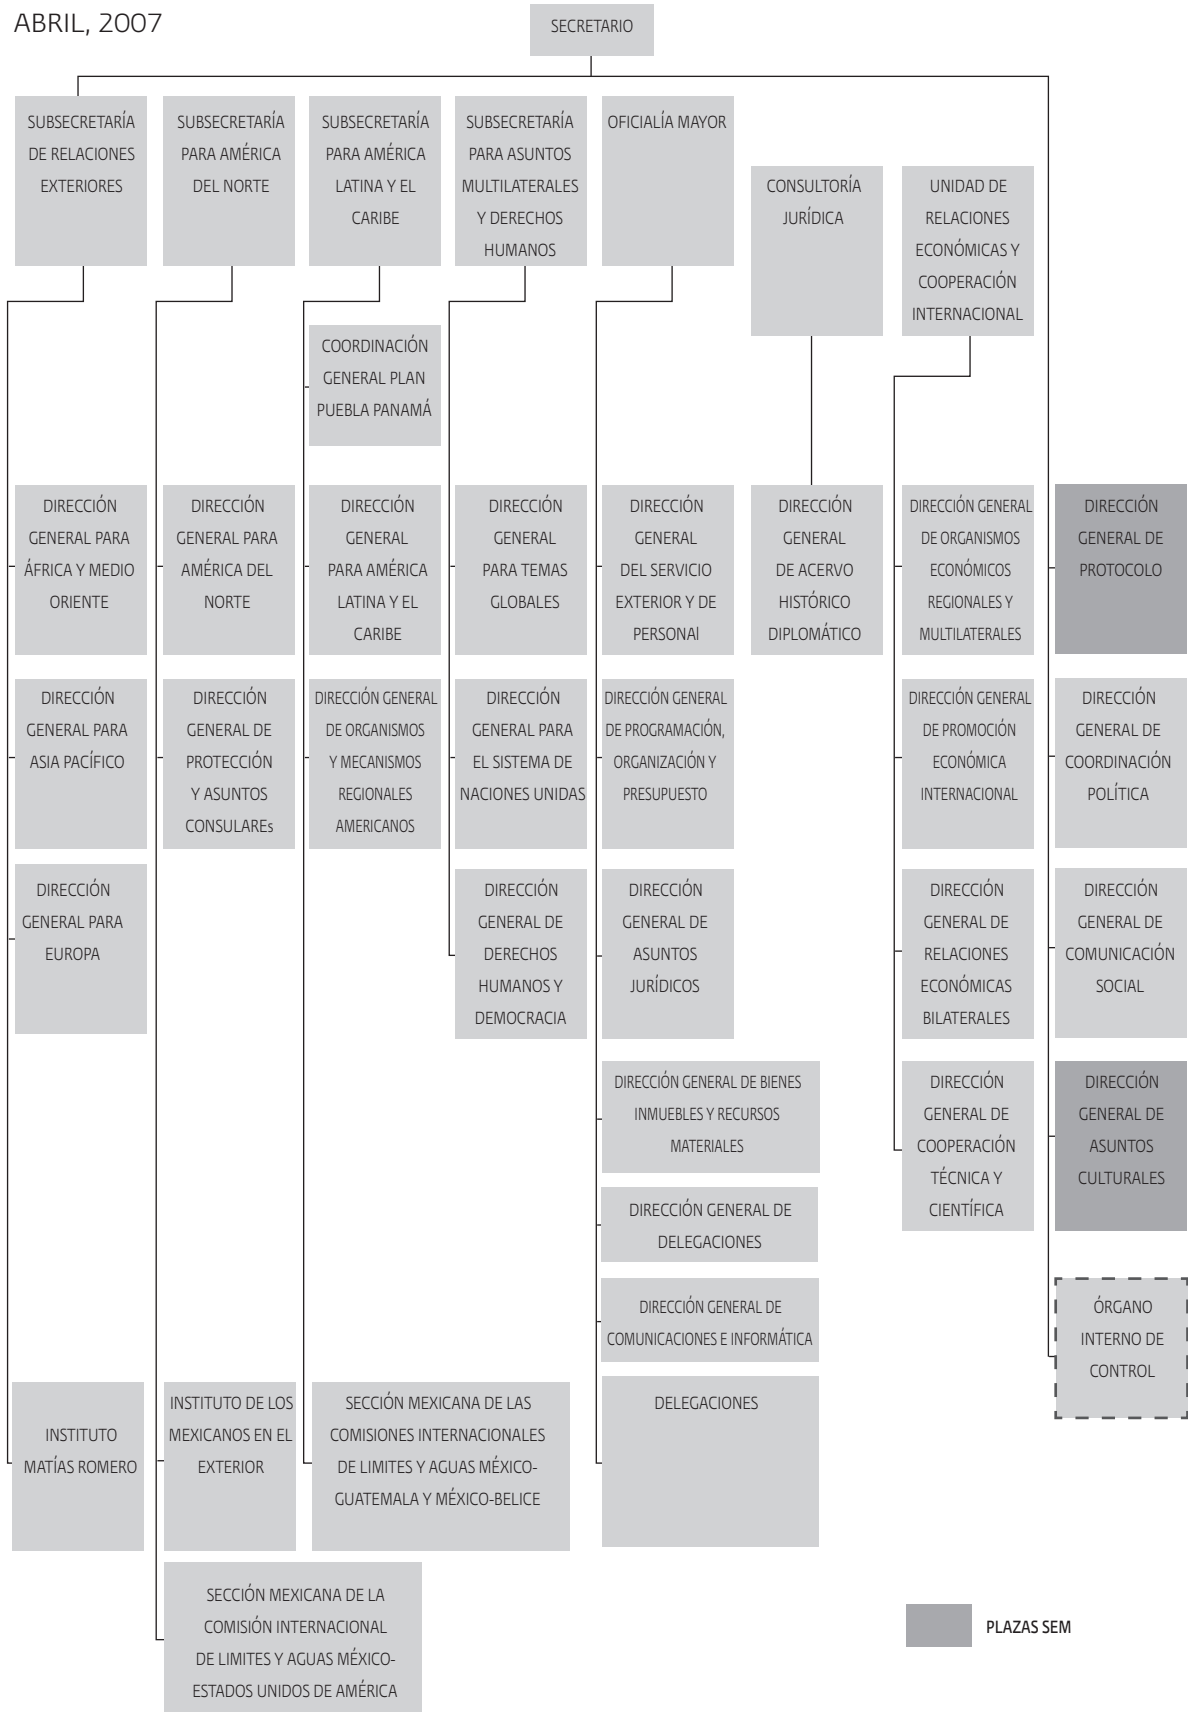 ABRIL, 2007
SECRETARIO
SUBSECRETARÍA
DE RELACIONES
EXTERIORES
SUBSECRETARÍA
PARA AMÉRICA
DEL NORTE
SUBSECRETARÍA
PARA AMÉRICA
LATINA Y EL
CARIBE
SUBSECRETARÍA
PARA ASUNTOS
MULTILATERALES
Y DERECHOS
HUMANOS
OFICIALÍA MAYOR
CONSULTORÍA
JURÍDICA
UNIDAD DE
RELACIONES
ECONÓMICAS Y
COOPERACIÓN
INTERNACIONAL
COORDINACIÓN
GENERAL PLAN
PUEBLA PANAMÁ
DIRECCIÓN
GENERAL PARA
ÁFRICA Y MEDIO
ORIENTE
DIRECCIÓN
GENERAL PARA
AMÉRICA DEL
NORTE
DIRECCIÓN
GENERAL
PARA AMÉRICA
LATINA Y EL
CARIBE
DIRECCIÓN
GENERAL
PARA TEMAS
GLOBALES
DIRECCIÓN
GENERAL
DEL SERVICIO
EXTERIOR Y DE
PERSONAl
DIRECCIÓN
GENERAL
DE ACERVO
HISTÓRICO
DIPLOMÁTICO
DIRECCIÓN GENERAL
DE ORGANISMOS
ECONÓMICOS
REGIONALES Y
MULTILATERALES
DIRECCIÓN
GENERAL DE
PROTOCOLO
DIRECCIÓN
GENERAL PARA
ASIA PACÍFICO
DIRECCIÓN
GENERAL DE
PROTECCIÓN
Y ASUNTOS
CONSULAREs
DIRECCIÓN GENERAL
DE ORGANISMOS
Y MECANISMOS
REGIONALES
AMERICANOS
DIRECCIÓN
GENERAL PARA
EL SISTEMA DE
NACIONES UNIDAS
DIRECCIÓN GENERAL
DE PROGRAMACIÓN,
ORGANIZACIÓN Y
PRESUPUESTO
DIRECCIÓN GENERAL
DE PROMOCIÓN
ECONÓMICA
INTERNACIONAL
DIRECCIÓN
GENERAL DE
COORDINACIÓN
POLÍTICA
DIRECCIÓN
GENERAL PARA
EUROPA
DIRECCIÓN
GENERAL DE
DERECHOS
HUMANOS Y
DEMOCRACIA
DIRECCIÓN
GENERAL DE
ASUNTOS
JURÍDICOS
DIRECCIÓN
GENERAL DE
RELACIONES
ECONÓMICAS
BILATERALES
DIRECCIÓN
GENERAL DE
COMUNICACIÓN
SOCIAL
DIRECCIÓN GENERAL DE BIENES
INMUEBLES Y RECURSOS
MATERIALES
DIRECCIÓN
GENERAL DE
COOPERACIÓN
TÉCNICA Y
CIENTÍFICA
DIRECCIÓN
GENERAL DE
ASUNTOS
CULTURALES
DIRECCIÓN GENERAL DE
DELEGACIONES
DIRECCIÓN GENERAL DE
COMUNICACIONES E INFORMÁTICA
ÓRGANO
INTERNO DE
CONTROL
INSTITUTO
MATÍAS ROMERO
INSTITUTO DE LOS
MEXICANOS EN EL
EXTERIOR
SECCIÓN MEXICANA DE LAS
COMISIONES INTERNACIONALES
DE LIMITES Y AGUAS MÉXICO-
GUATEMALA Y MÉXICO-BELICE
DELEGACIONES
SECCIÓN MEXICANA DE LA
COMISIÓN INTERNACIONAL
DE LIMITES Y AGUAS MÉXICO-
ESTADOS UNIDOS DE AMÉRICA
PLAZAS SEM